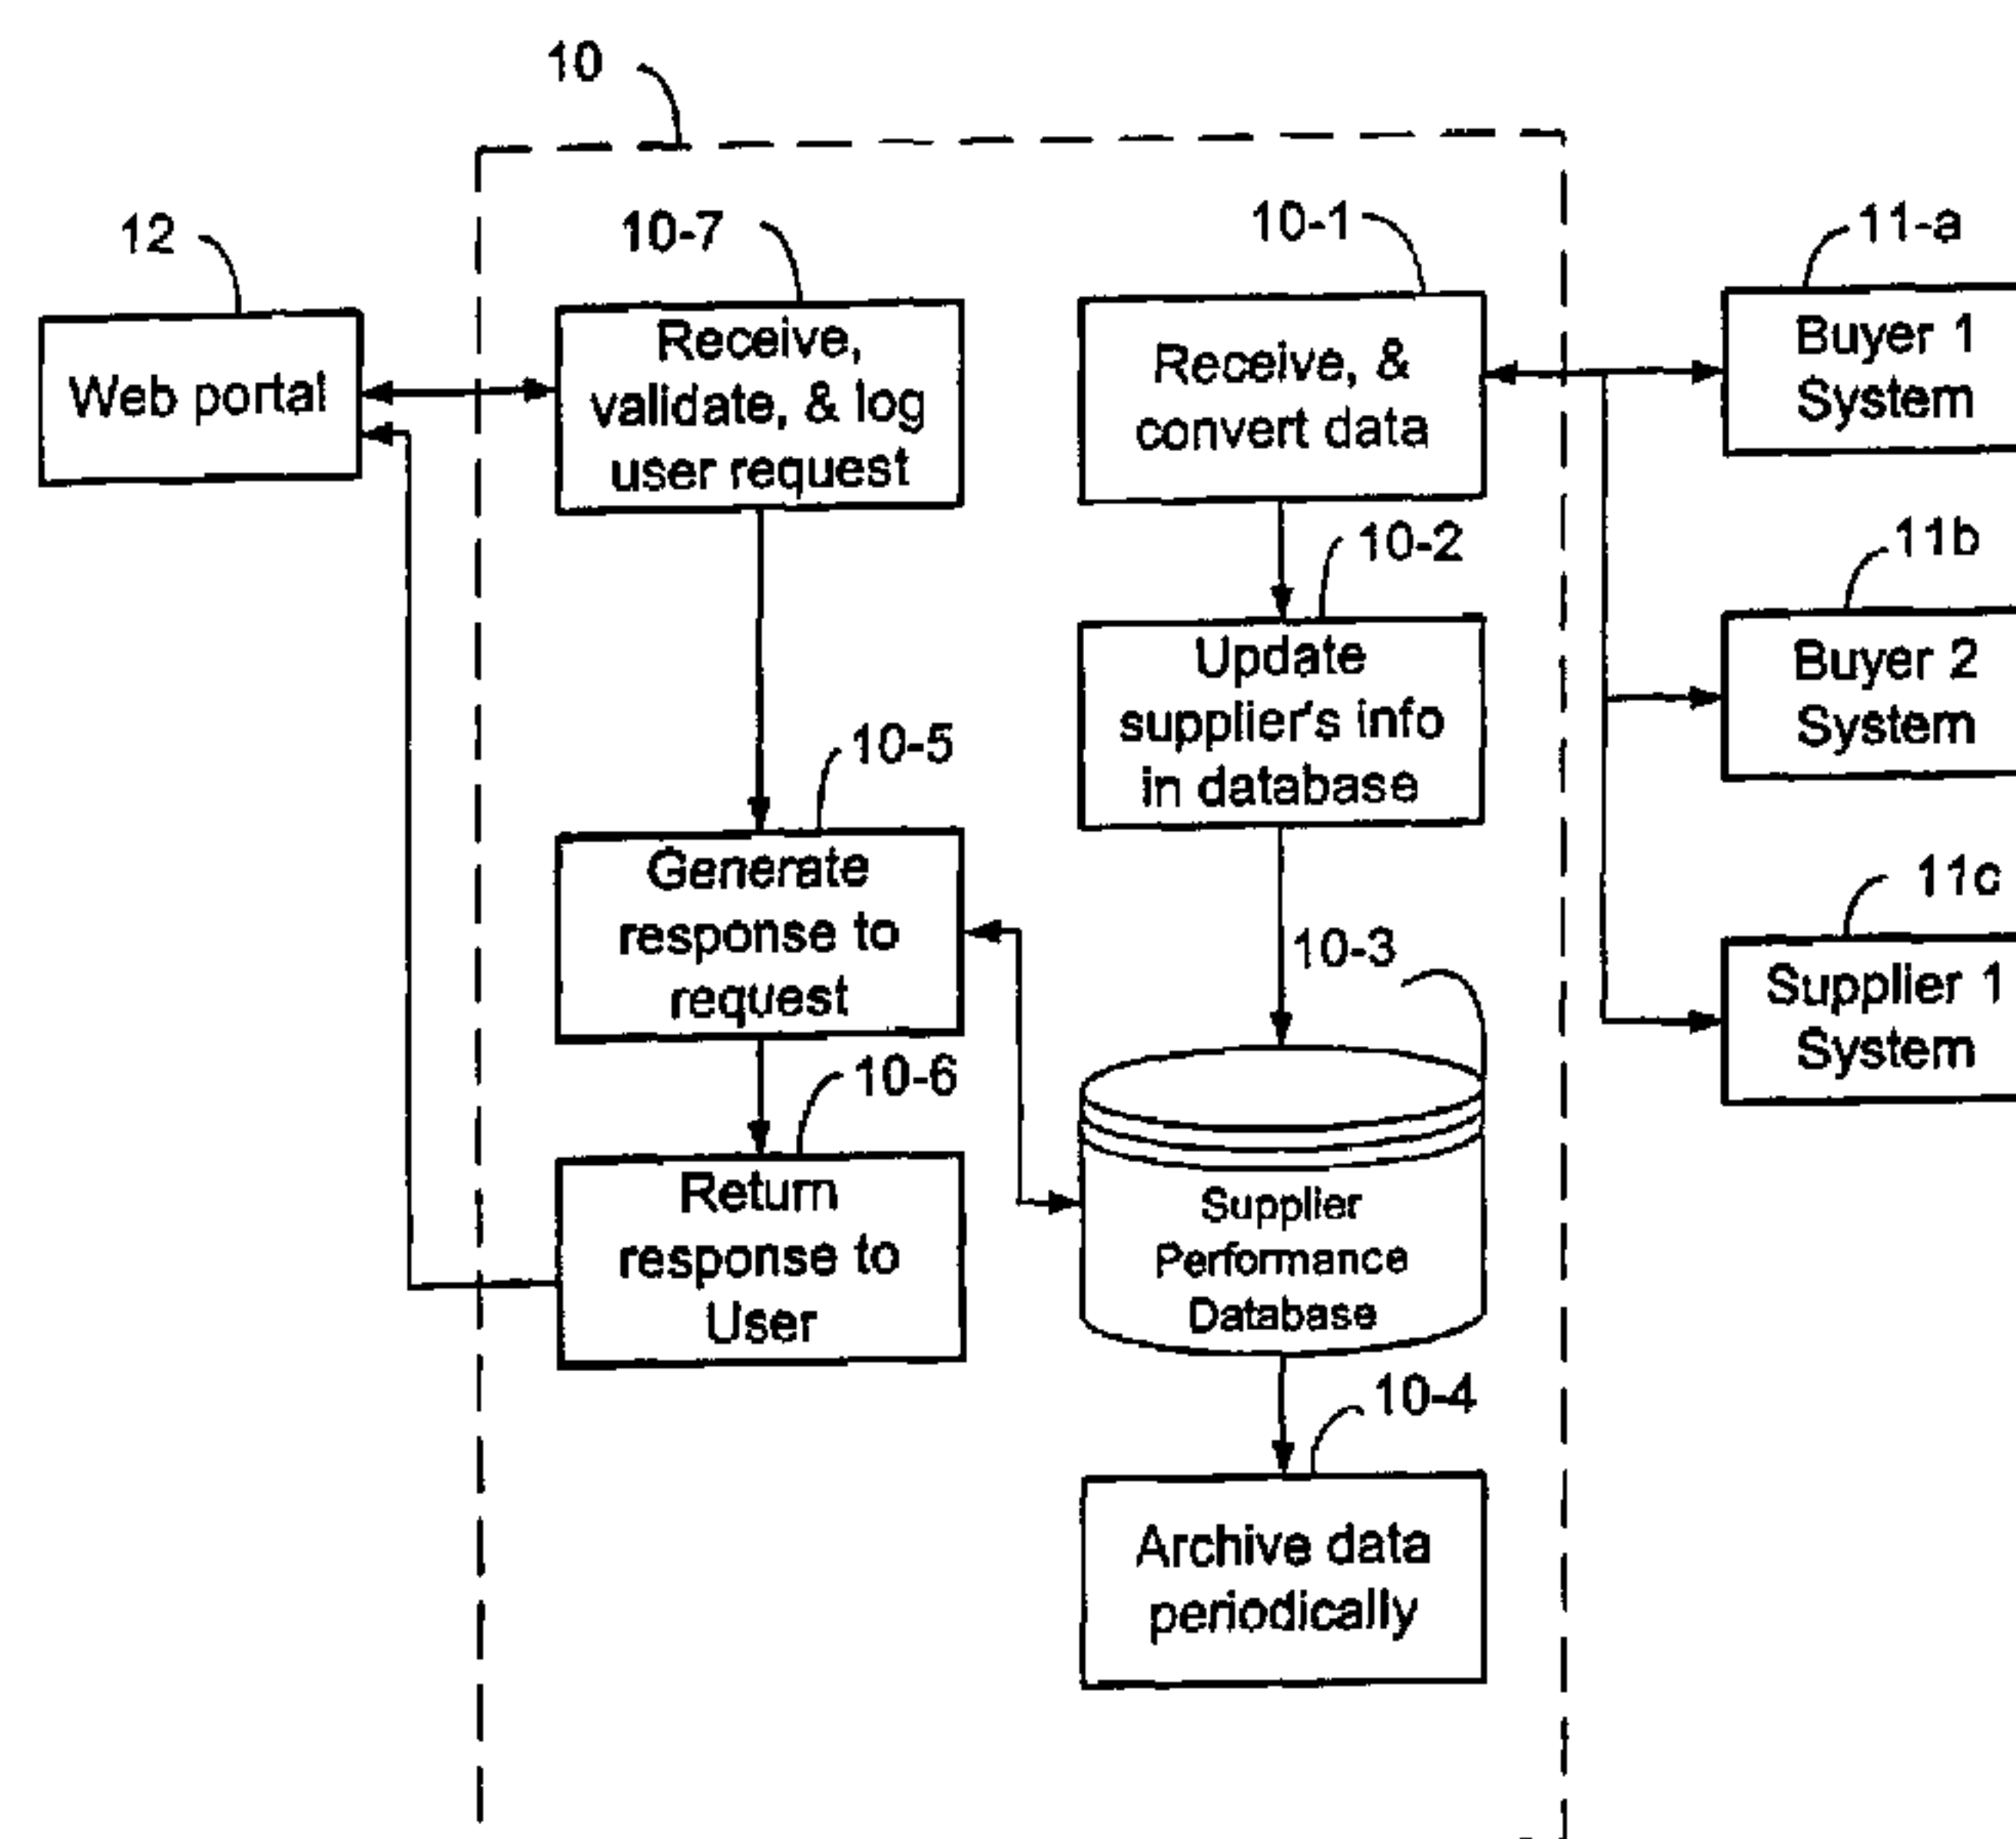 10
12
10-7
10-1
11-a
Web portal
Receive,
validate, & log
user request
Receive, &
convert data
Buyer 1
System
10-2
11b
Update
supplier's info
in database
Buyer 2
System
10-5
Generate
response to
request
10-3
11c
Supplier 1
System
10-6
Return
response to
User
Supplier
Performance
Database
10-4
Archive data
periodically